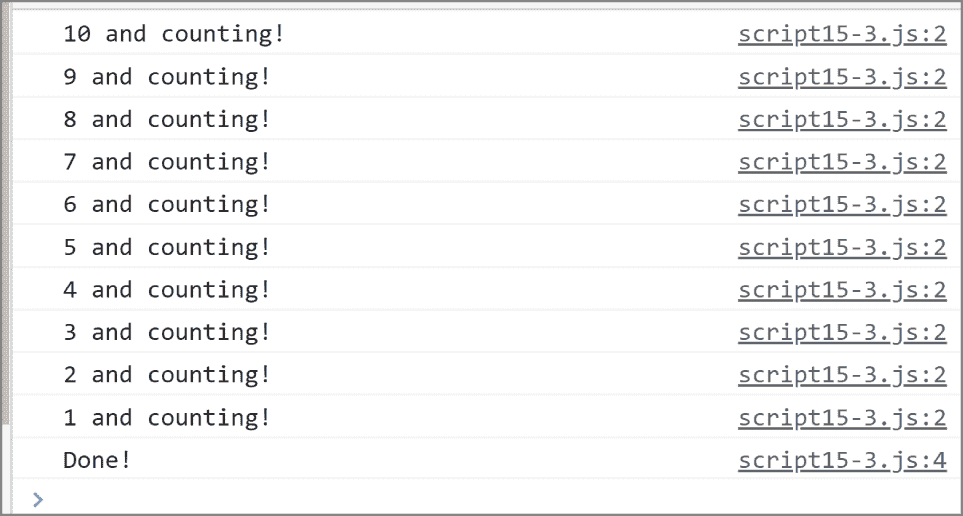 10 and counting! script15-3.js:2
9 and counting! script15-3.js:2
8 and counting! script15-3.js:2
7 and counting! script15-3.js:2
6 and counting! script15-3.js:2
5 and counting! script15-3.js:2
4 and counting! script15-3.js:2
3 and counting! script15-3.js:2
2 and counting! script15-3.js:2
1 and counting! script15-3.js:2
Done! script15-3.js:4